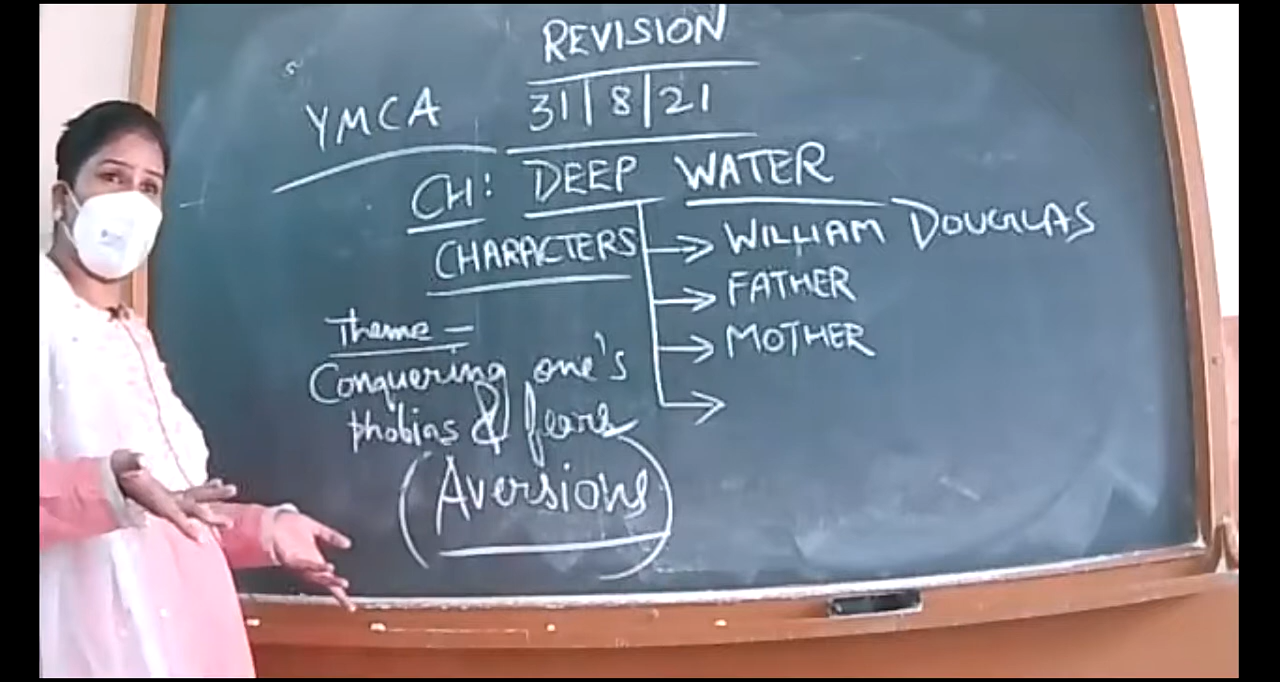 REVISION
31/8/21
YMCA
CH: DEEP WATER
CHARACTERS
WILLIAM DOUGLAS
FATHER
MOTHER
Theme -
Conquering one's
phobias & fears
(Aversions)